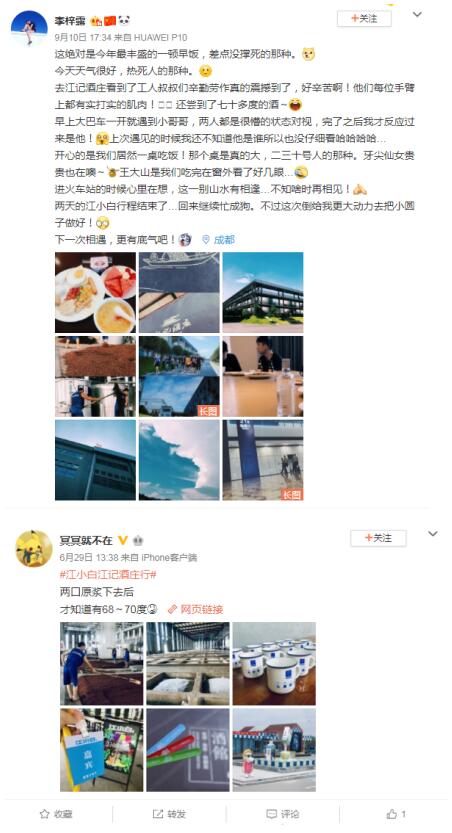 李梓霈
+关注
9月10日 17:34 来自 HUAWEI P10
这绝对是今年最丰盛的一顿早饭，差点没撑死的那种。
今天天气很好，热死人的那种。
去江记酒庄看到了工人叔叔们辛勤劳作真的震撼到了，好辛苦啊！他们每位手臂
上都有实打实的肌肉！ 还尝到了七十多度的酒~
早上大巴车一开就遇到小哥哥，两人都是很懵的状态对视，完了之后我才反应过
来是他！ 上次遇见的时候我还不知道他是谁所以也没仔细看哈哈哈哈…
开心的是我们居然一桌吃饭！那个桌是真的大，二三十号人的那种。牙尖仙女贵
贵也在噢~ 王大山是我们吃完在窗外看了好几眼…
进火车站的时候心里在想，这一别山水有相逢…不知啥时再相见！
两天的江小白行程结束了…回来继续忙成狗。不过这次倒给我更大动力去把小圆
子做好！
下一次相遇，更有底气吧！ 成都
长图
长图
冥冥就不在
+关注
6月29日 13:38 来自 iPhone客户端
#江小白江记酒庄行#
两口原浆下去后
才知道有68~70度 网页链接
江小白
嘉宾
收藏
转发
评论
1